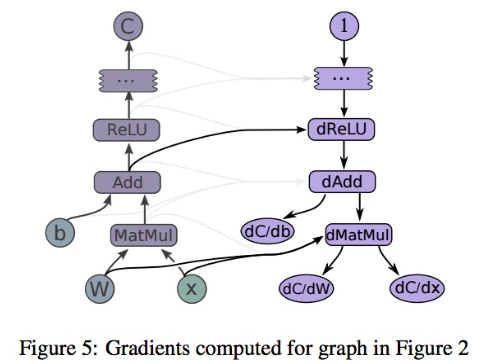 C
1
...
...
ReLU
dReLU
Add
dAdd
b
MatMul
dC/db
dMatMul
W
x
dC/dW
dC/dx
Figure 5: Gradients computed for graph in Figure 2